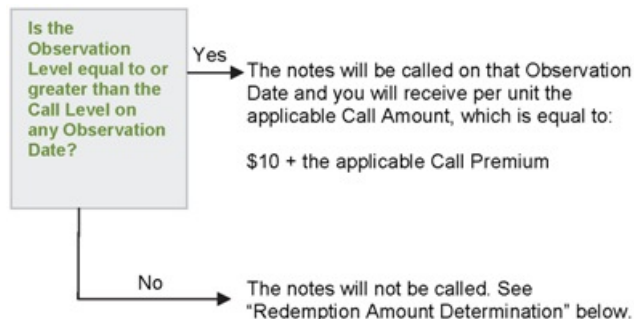 Is the
Observation
Level equal to or
greater than the
Call Level on
any Observation
Date?
Yes
The notes will be called on that Observation
Date and you will receive per unit the
applicable Call Amount, which is equal to:
$10 + the applicable Call Premium
No
The notes will not be called. See
“Redemption Amount Determination” below.